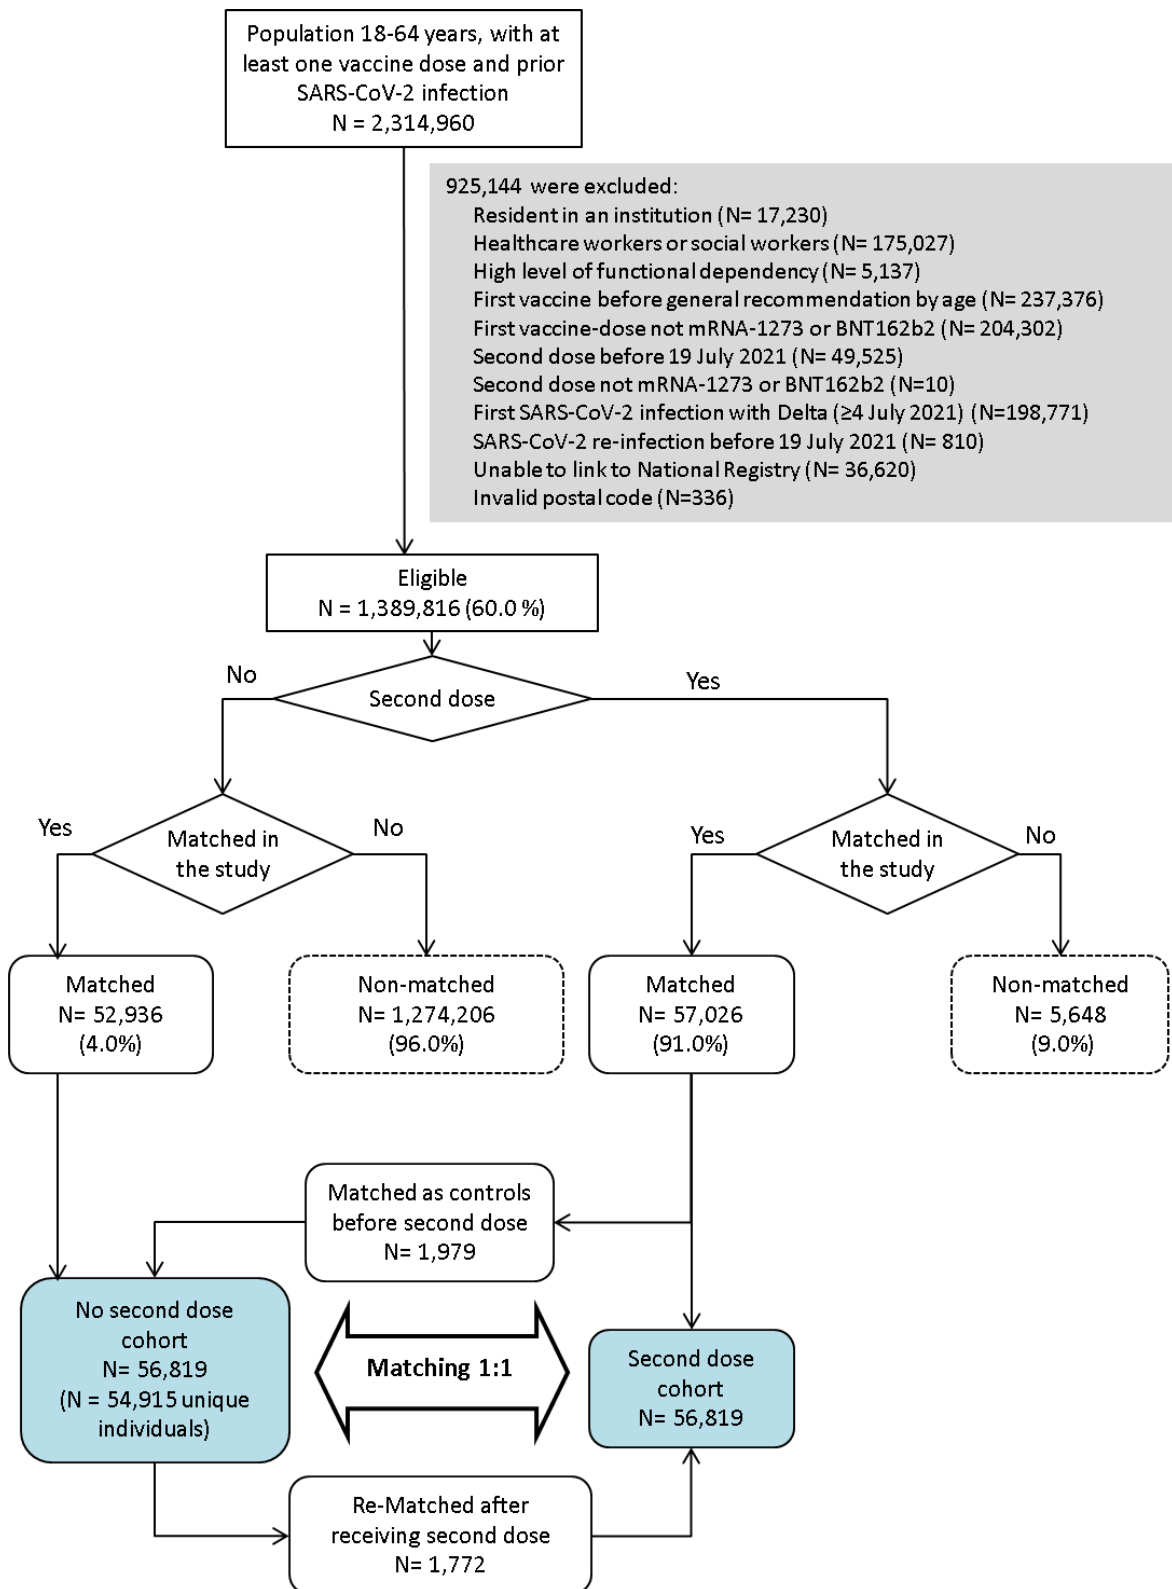 Population 18-64 years, with at
least one vaccine dose and prior
SARS-CoV-2 infection
N = 2,314,960
925,144 were excluded:
Resident in an institution (N= 17,230)
Healthcare workers or social workers (N= 175,027)
High level of functional dependency (N= 5,137)
First vaccine before general recommendation by age (N= 237,376)
First vaccine-dose not mRNA-1273 or BNT162b2 (N= 204,302)
Second dose before 19 July 2021 (N= 49,525)
Second dose not mRNA-1273 or BNT162b2 (N=10)
First SARS-CoV-2 infection with Delta (≥4 July 2021) (N=198,771)
SARS-CoV-2 re-infection before 19 July 2021 (N= 810)
Unable to link to National Registry (N= 36,620)
Invalid postal code (N=336)
Eligible
N = 1,389,816 (60.0 %)
No
Second dose
Yes
Yes
Matched in
the study
No
Yes
Matched in
the study
No
Matched
N= 52,936
(4.0%)
Non-matched
N= 1,274,206
(96.0%)
Matched
N= 57,026
(91.0%)
Non-matched
N= 5,648
(9.0%)
Matched as controls
before second dose
N= 1,979
No second dose
cohort
N= 56,819
(N = 54,915 unique
individuals)
Matching 1:1
Second dose
cohort
N= 56,819
Re-Matched after
receiving second dose
N= 1,772